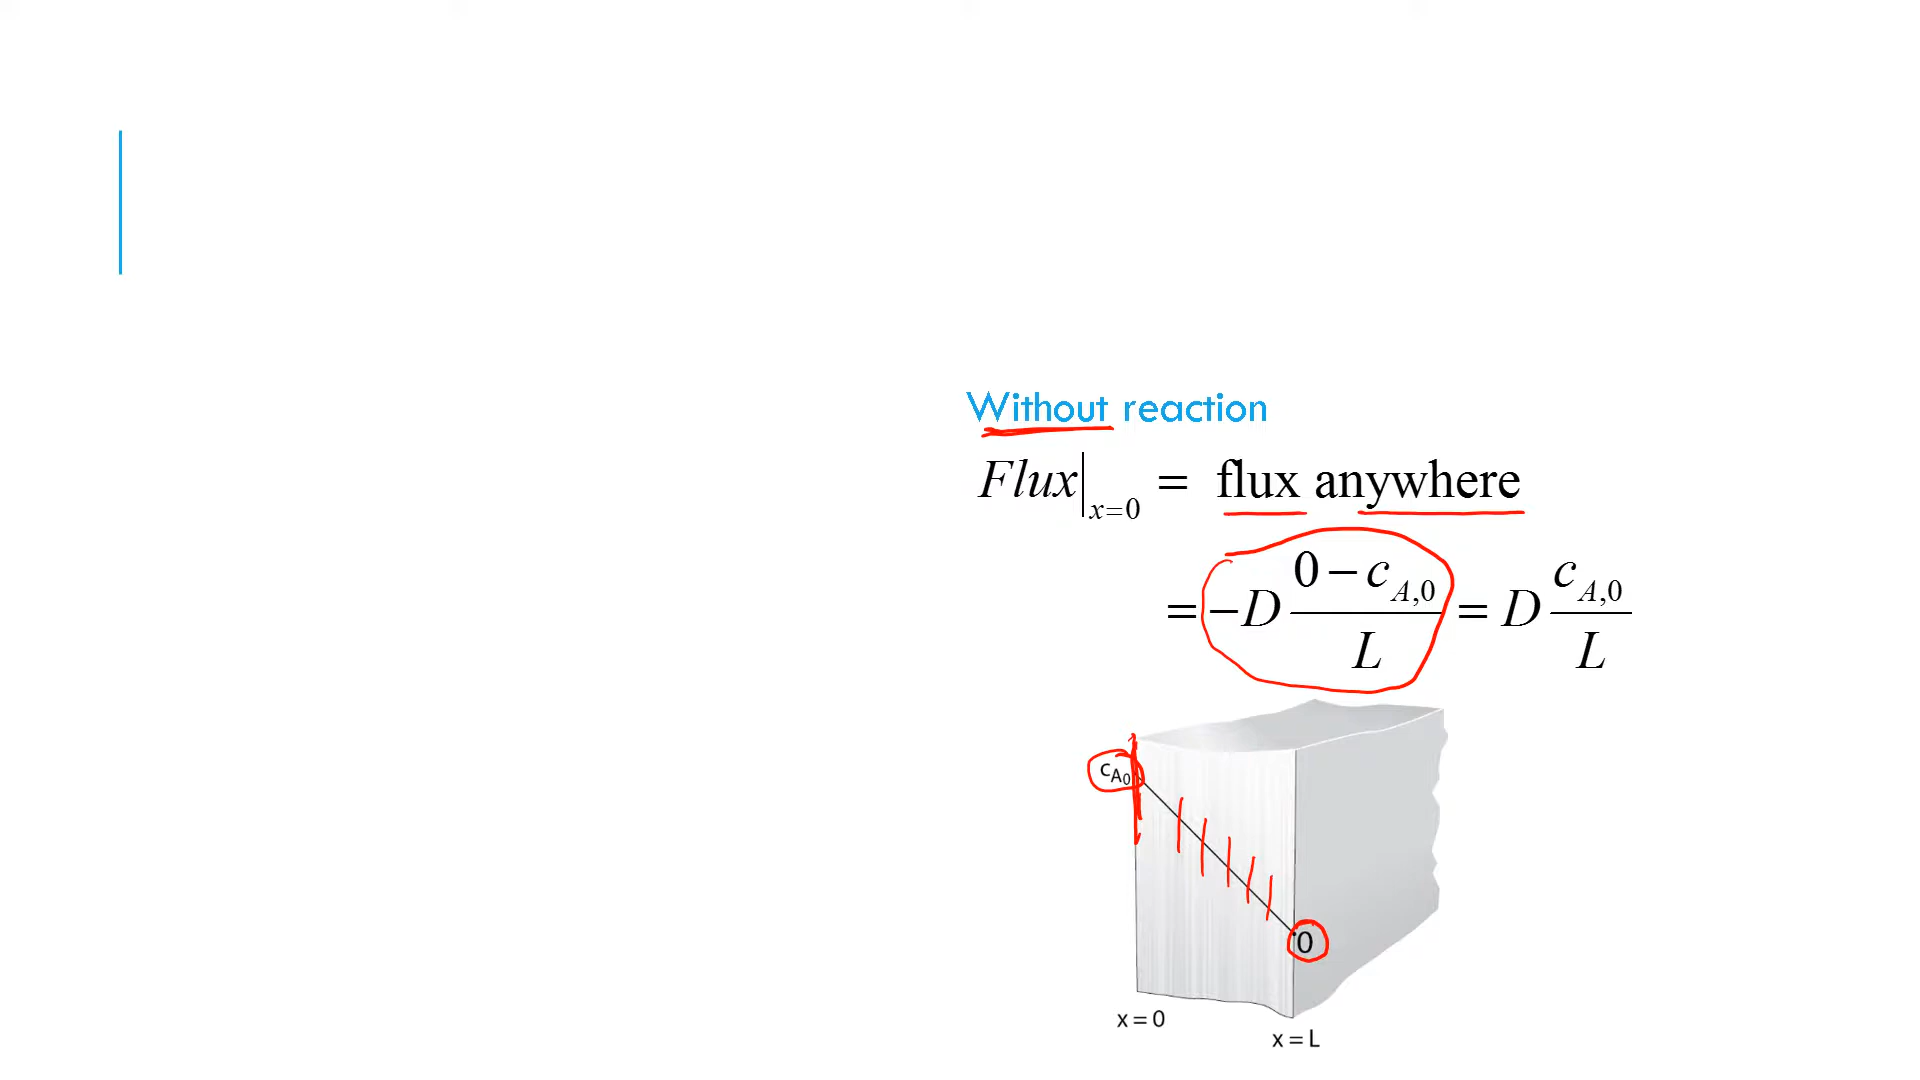 Without reaction
Flux|x=0 = flux anywhere
= −D (0 − cA,0)/L = D cA,0/L
cA0
0
x = 0
x = L